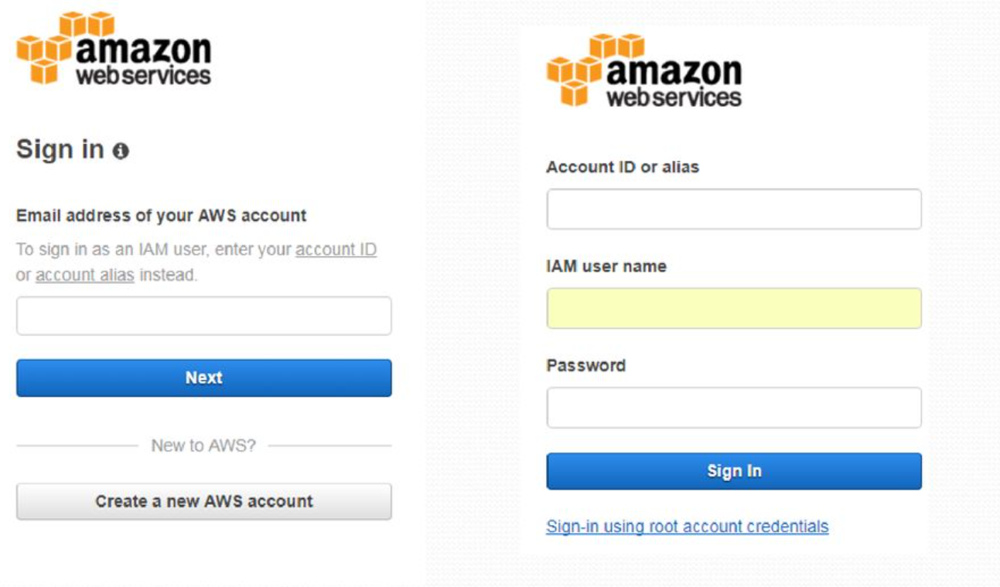 amazon
webservices
Sign in
Email address of your AWS account
To sign in as an IAM user, enter your account ID
or account alias instead.
Next
New to AWS?
Create a new AWS account
amazon
webservices
Account ID or alias
IAM user name
Password
Sign In
Sign-in using root account credentials